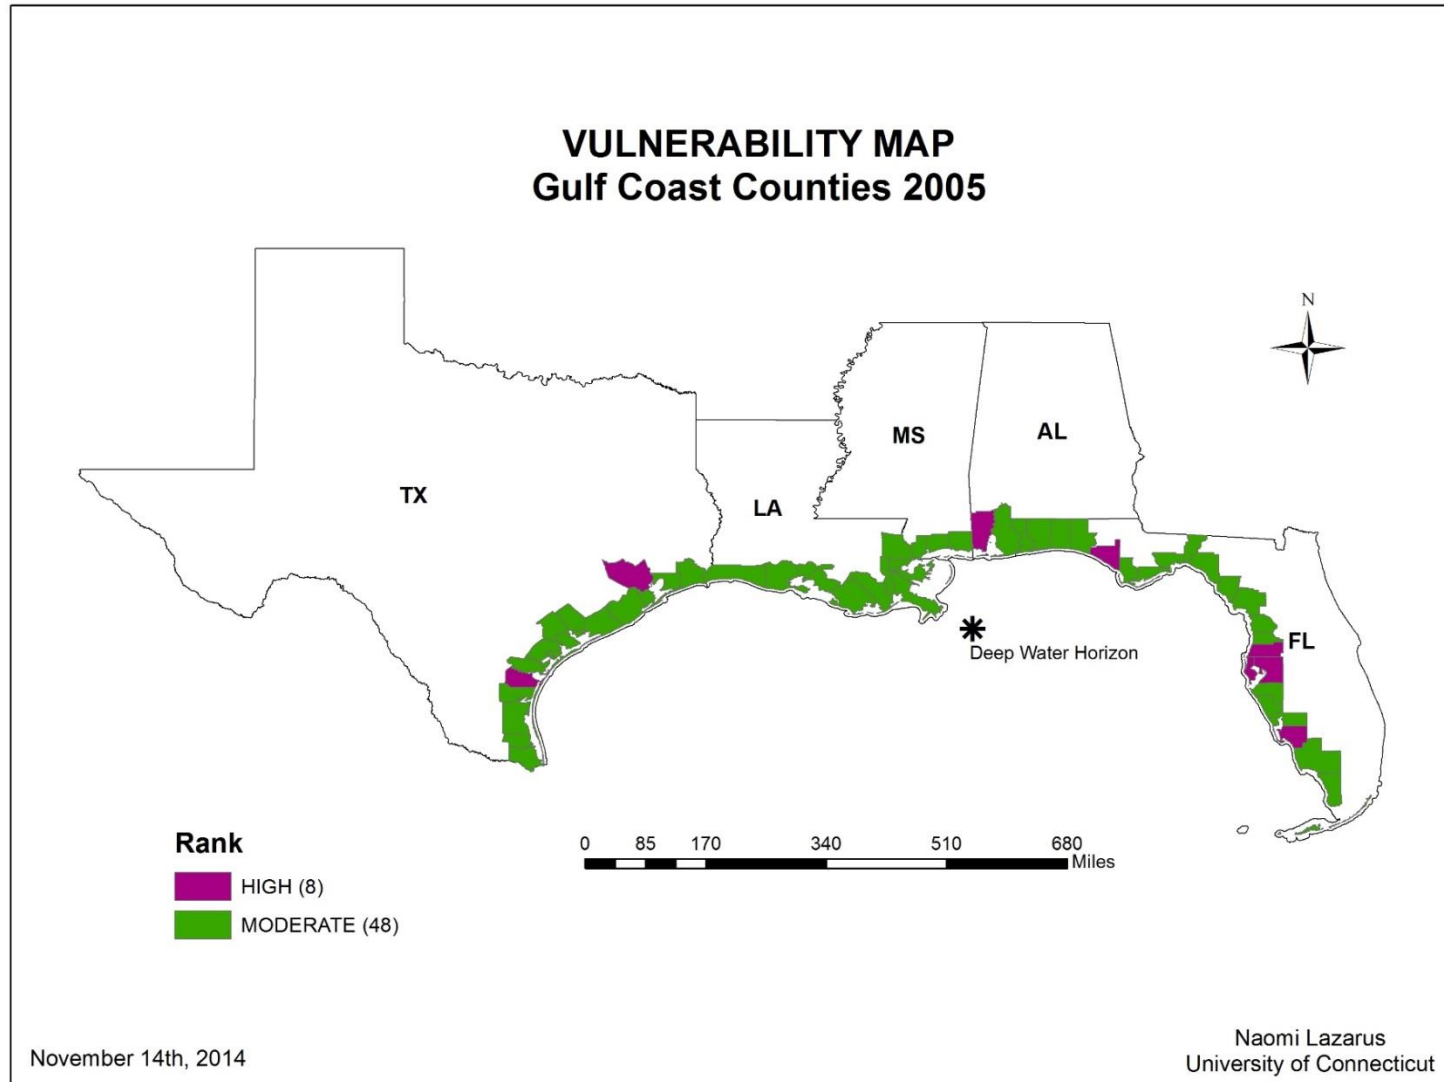 VULNERABILITY MAP
Gulf Coast Counties 2005
N
MS
AL
TX
LA
FL
Deep Water Horizon
Rank
HIGH (8)
MODERATE (48)
0 85 170 340 510 680
Miles
November 14th, 2014
Naomi Lazarus
University of Connecticut